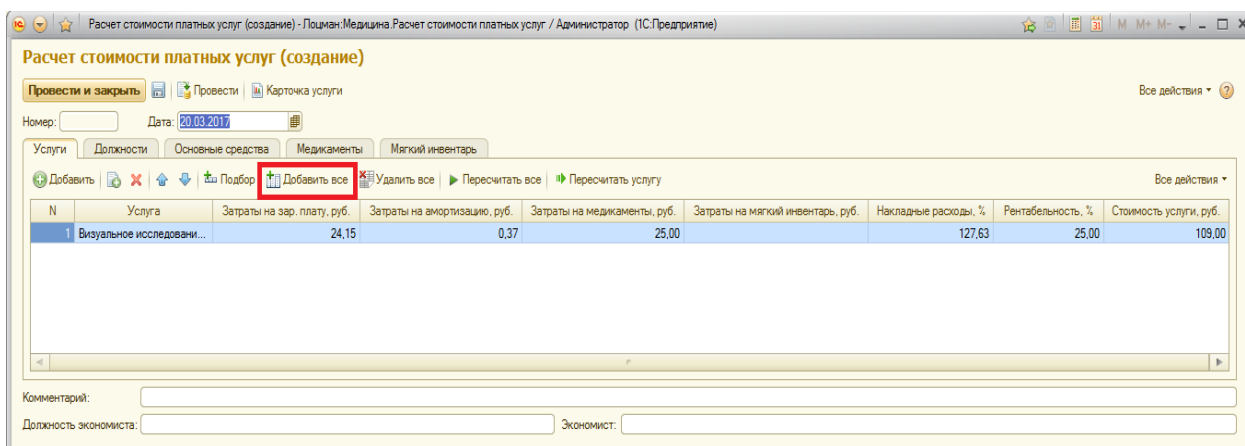 Расчет стоимости платных услуг (создание) - Лоцман:Медицина.Расчет стоимости платных услуг / Администратор (1С:Предприятие) M M+ M-
Расчет стоимости платных услуг (создание)
Провести и закрыть Провести Карточка услуги Все действия
Номер: Дата: 20.03.2017
Услуги Должности Основные средства Медикаменты Мягкий инвентарь
Добавить Подбор Добавить все Удалить все Пересчитать все Пересчитать услугу Все действия
N Услуга Затраты на зар. плату, руб. Затраты на амортизацию, руб. Затраты на медикаменты, руб. Затраты на мягкий инвентарь, руб. Накладные расходы, % Рентабельность, % Стоимость услуги, руб.
1 Визуальное исследовани... 24,15 0,37 25,00 127,63 25,00 109,00
Комментарий:
Должность экономиста: Экономист: